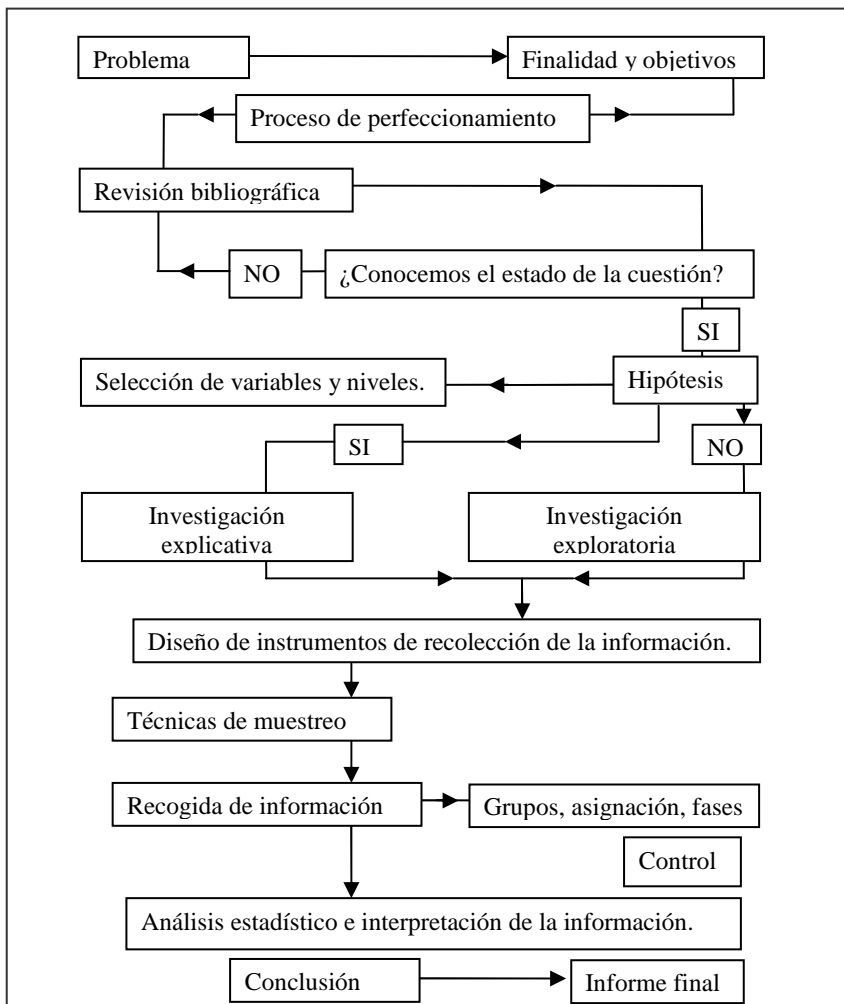 Problema
Finalidad y objetivos
Proceso de perfeccionamiento
Revisión bibliográfica
NO
¿Conocemos el estado de la cuestión?
SI
Selección de variables y niveles.
Hipótesis
SI
NO
Investigación
explicativa
Investigación
exploratoria
Diseño de instrumentos de recolección de la información.
Técnicas de muestreo
Recogida de información
Grupos, asignación, fases
Control
Análisis estadístico e interpretación de la información.
Conclusión
Informe final